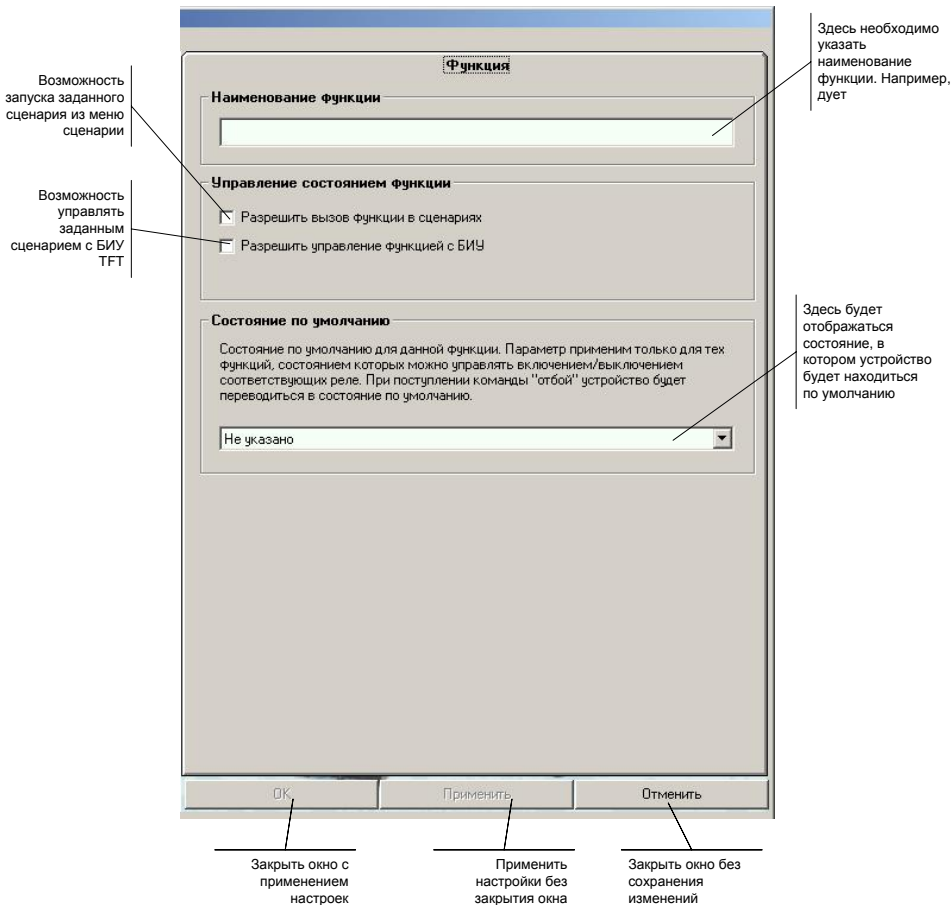 Здесь необходимо
указать
наименование
функции. Например,
дует
Функция
Возможность
запуска заданного
сценария из меню
сценарии
Наименование функции
Управление состоянием функции
Возможность
управлять
заданным
сценарием с БИУ
TFT
Разрешить вызов функции в сценариях
Разрешить управление функцией с БИУ
Здесь будет
отображаться
состояние, в
котором устройство
будет находиться
по умолчанию
Состояние по умолчанию
Состояние по умолчанию для данной функции. Параметр применим только для тех
функций, состоянием которых можно управлять включением/выключением
соответствующих реле. При поступлении команды "отбой" устройство будет
переводиться в состояние по умолчанию.
Не указано
OK
Применить
Отменить
Закрыть окно с
применением
настроек
Применить
настройки без
закрытия окна
Закрыть окно без
сохранения
изменений